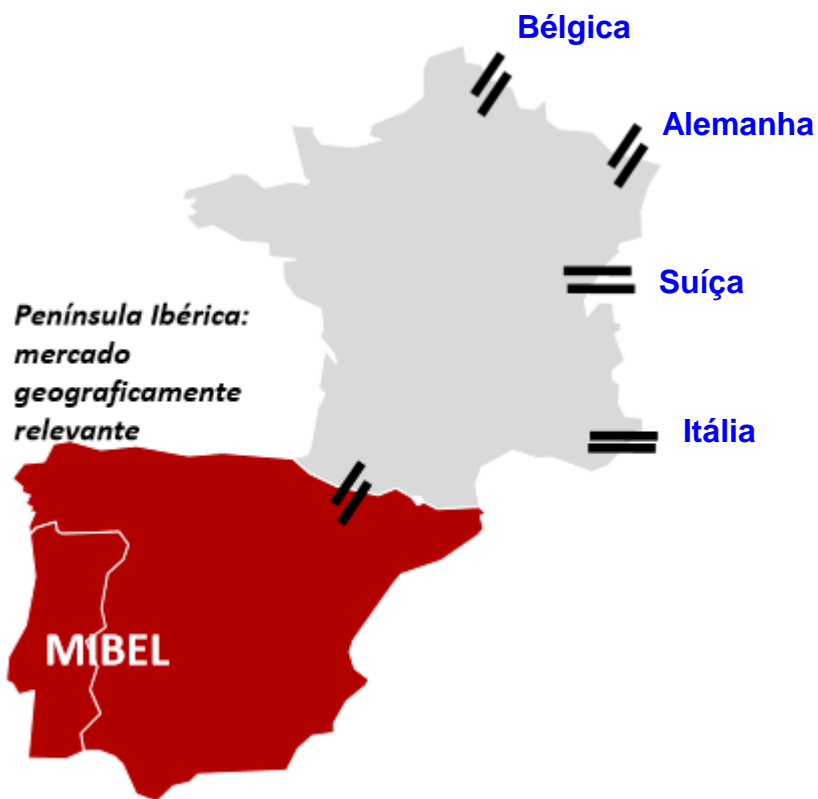 Bélgica
Alemanha
Suíça
Península Ibérica:
mercado
geograficamente
relevante
Itália
MIBEL